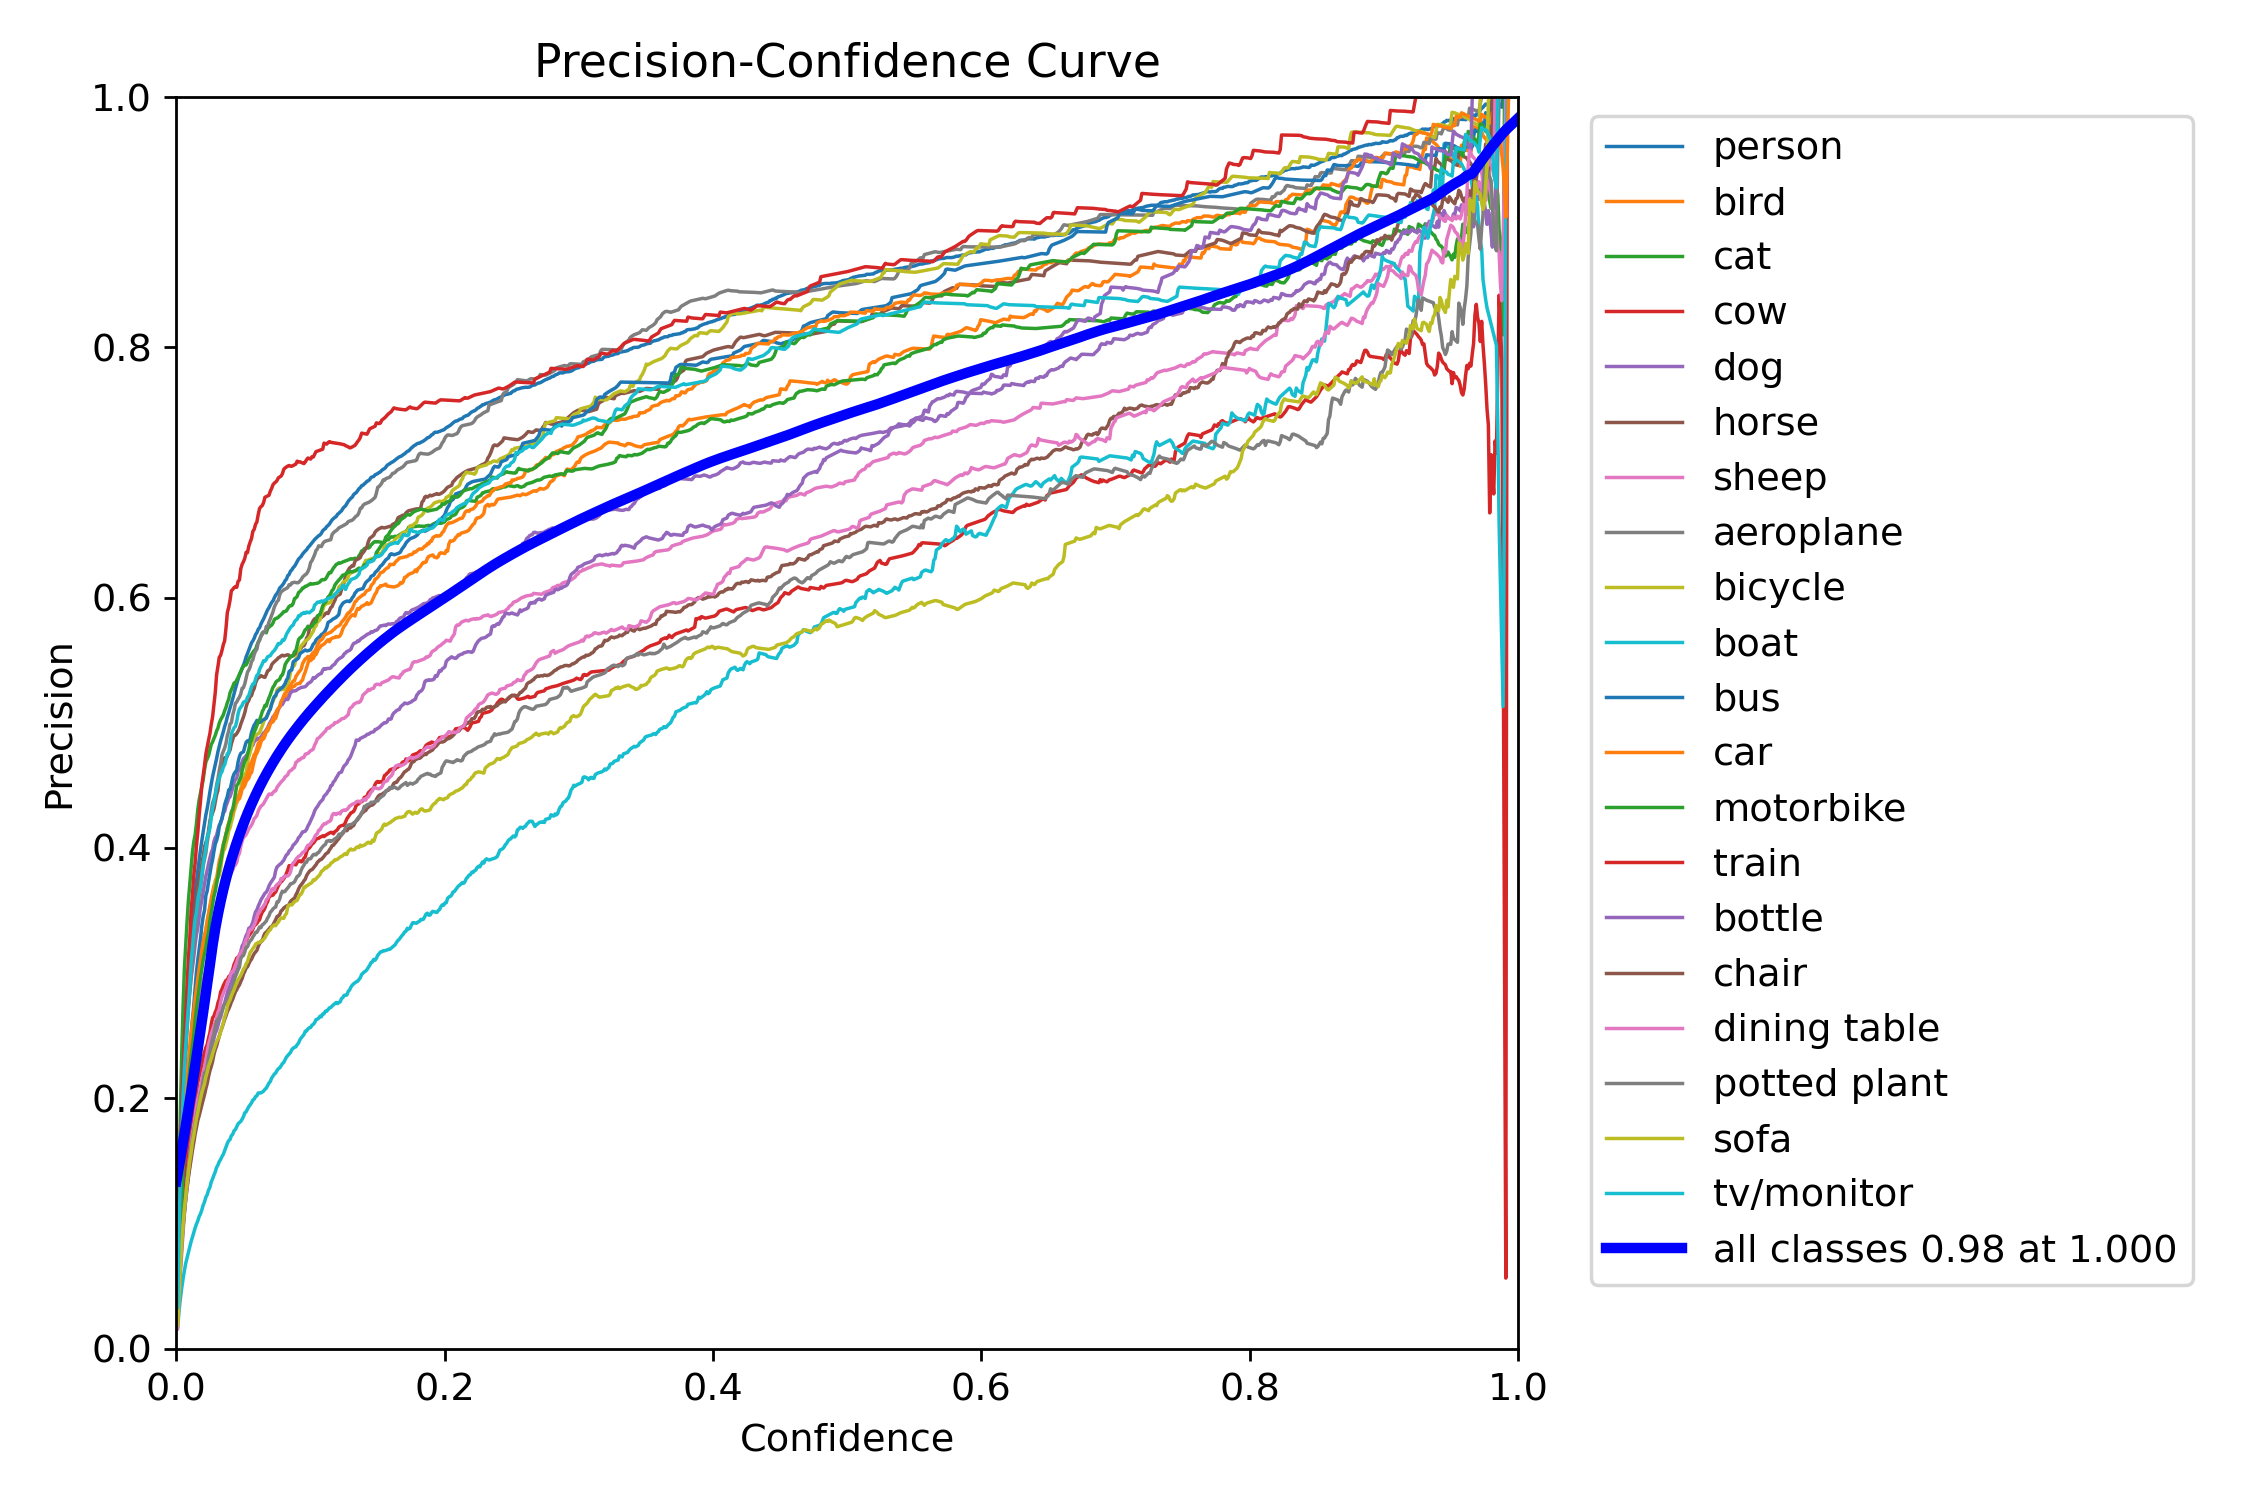 Precision-Confidence Curve
1.0
0.8
0.6
0.4
0.2
0.0
Precision
0.0 0.2 0.4 0.6 0.8 1.0
Confidence
person
bird
cat
cow
dog
horse
sheep
aeroplane
bicycle
boat
bus
car
motorbike
train
bottle
chair
dining table
potted plant
sofa
tv/monitor
all classes 0.98 at 1.000